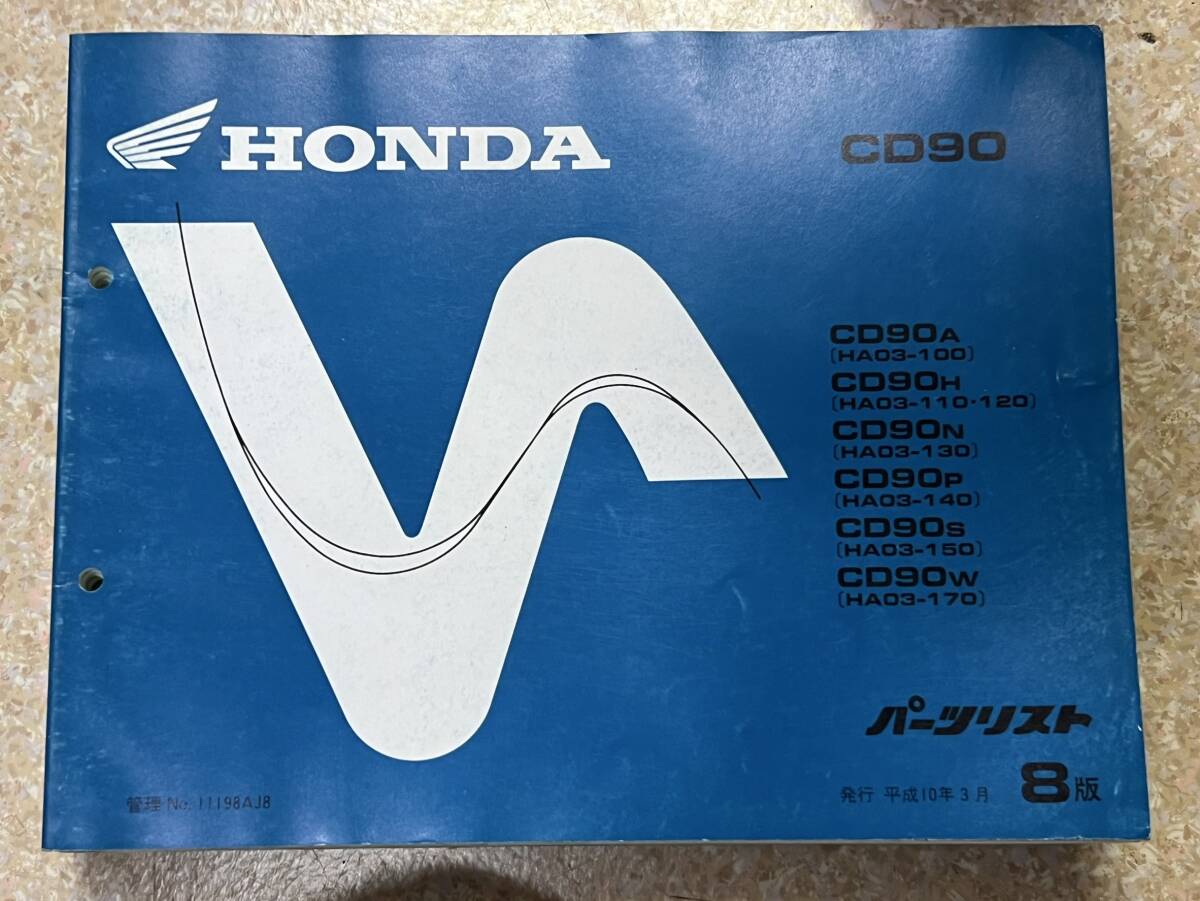 HONDA
CD90
CD90A
(HA03-100)
CD90H
(HA03-110・120)
CD90N
(HA03-130)
CD90P
(HA03-140)
CD90S
(HA03-150)
CD90W
(HA03-170)
パーツリスト
8版
発行 平成10年3月
管理 No. 11198AJ8